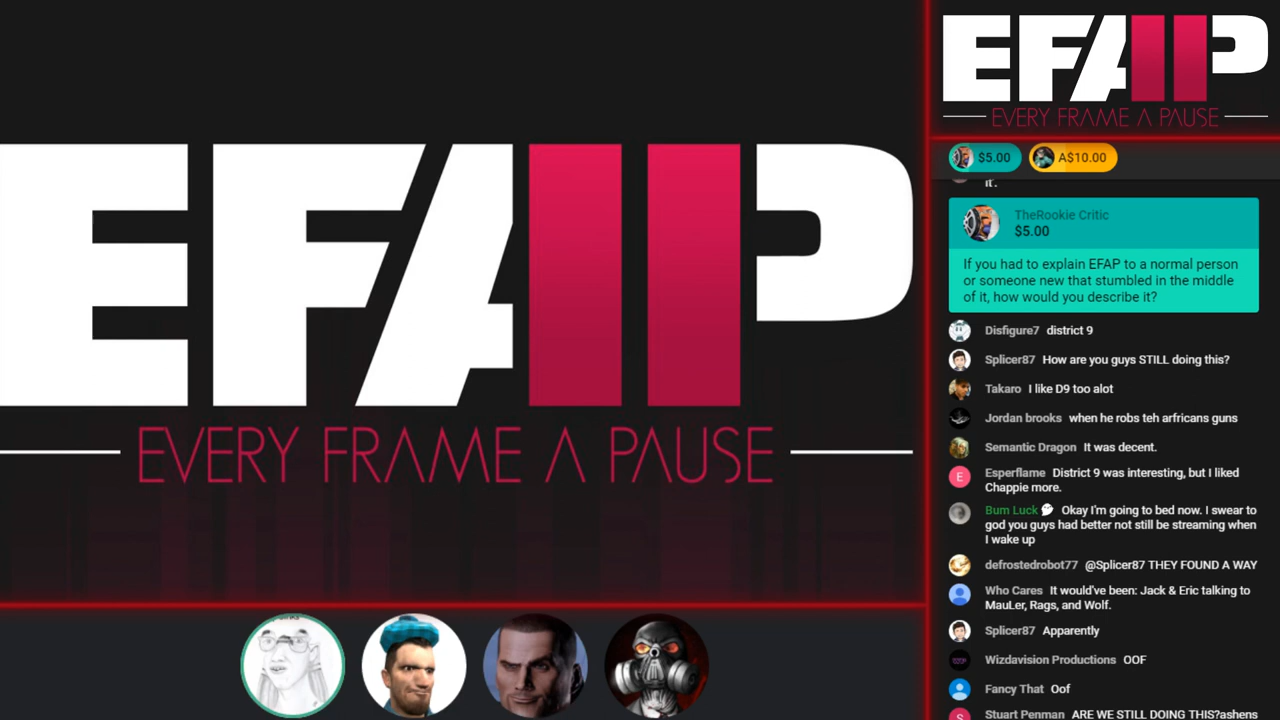 EFAP
EVERY FRAME A PAUSE
EFAP
EVERY FRAME A PAUSE
$5.00
A$10.00
it'.
TheRookie Critic
$5.00
If you had to explain EFAP to a normal person
or someone new that stumbled in the middle
of it, how would you describe it?
Disfigure7 district 9
Splicer87 How are you guys STILL doing this?
Takaro I like D9 too alot
Jordan brooks when he robs teh arfricans guns
Semantic Dragon It was decent.
E
Esperflame District 9 was interesting, but I liked
Chappie more.
Bum Luck Okay I'm going to bed now. I swear to
god you guys had better not still be streaming when
I wake up
defrostedrobot77 @Splicer87 THEY FOUND A WAY
Who Cares It would've been: Jack & Eric talking to
MauLer, Rags, and Wolf.
Splicer87 Apparently
Wizdavision Productions OOF
Fancy That Oof
S
Stuart Penman ARE WE STILL DOING THIS?ashens